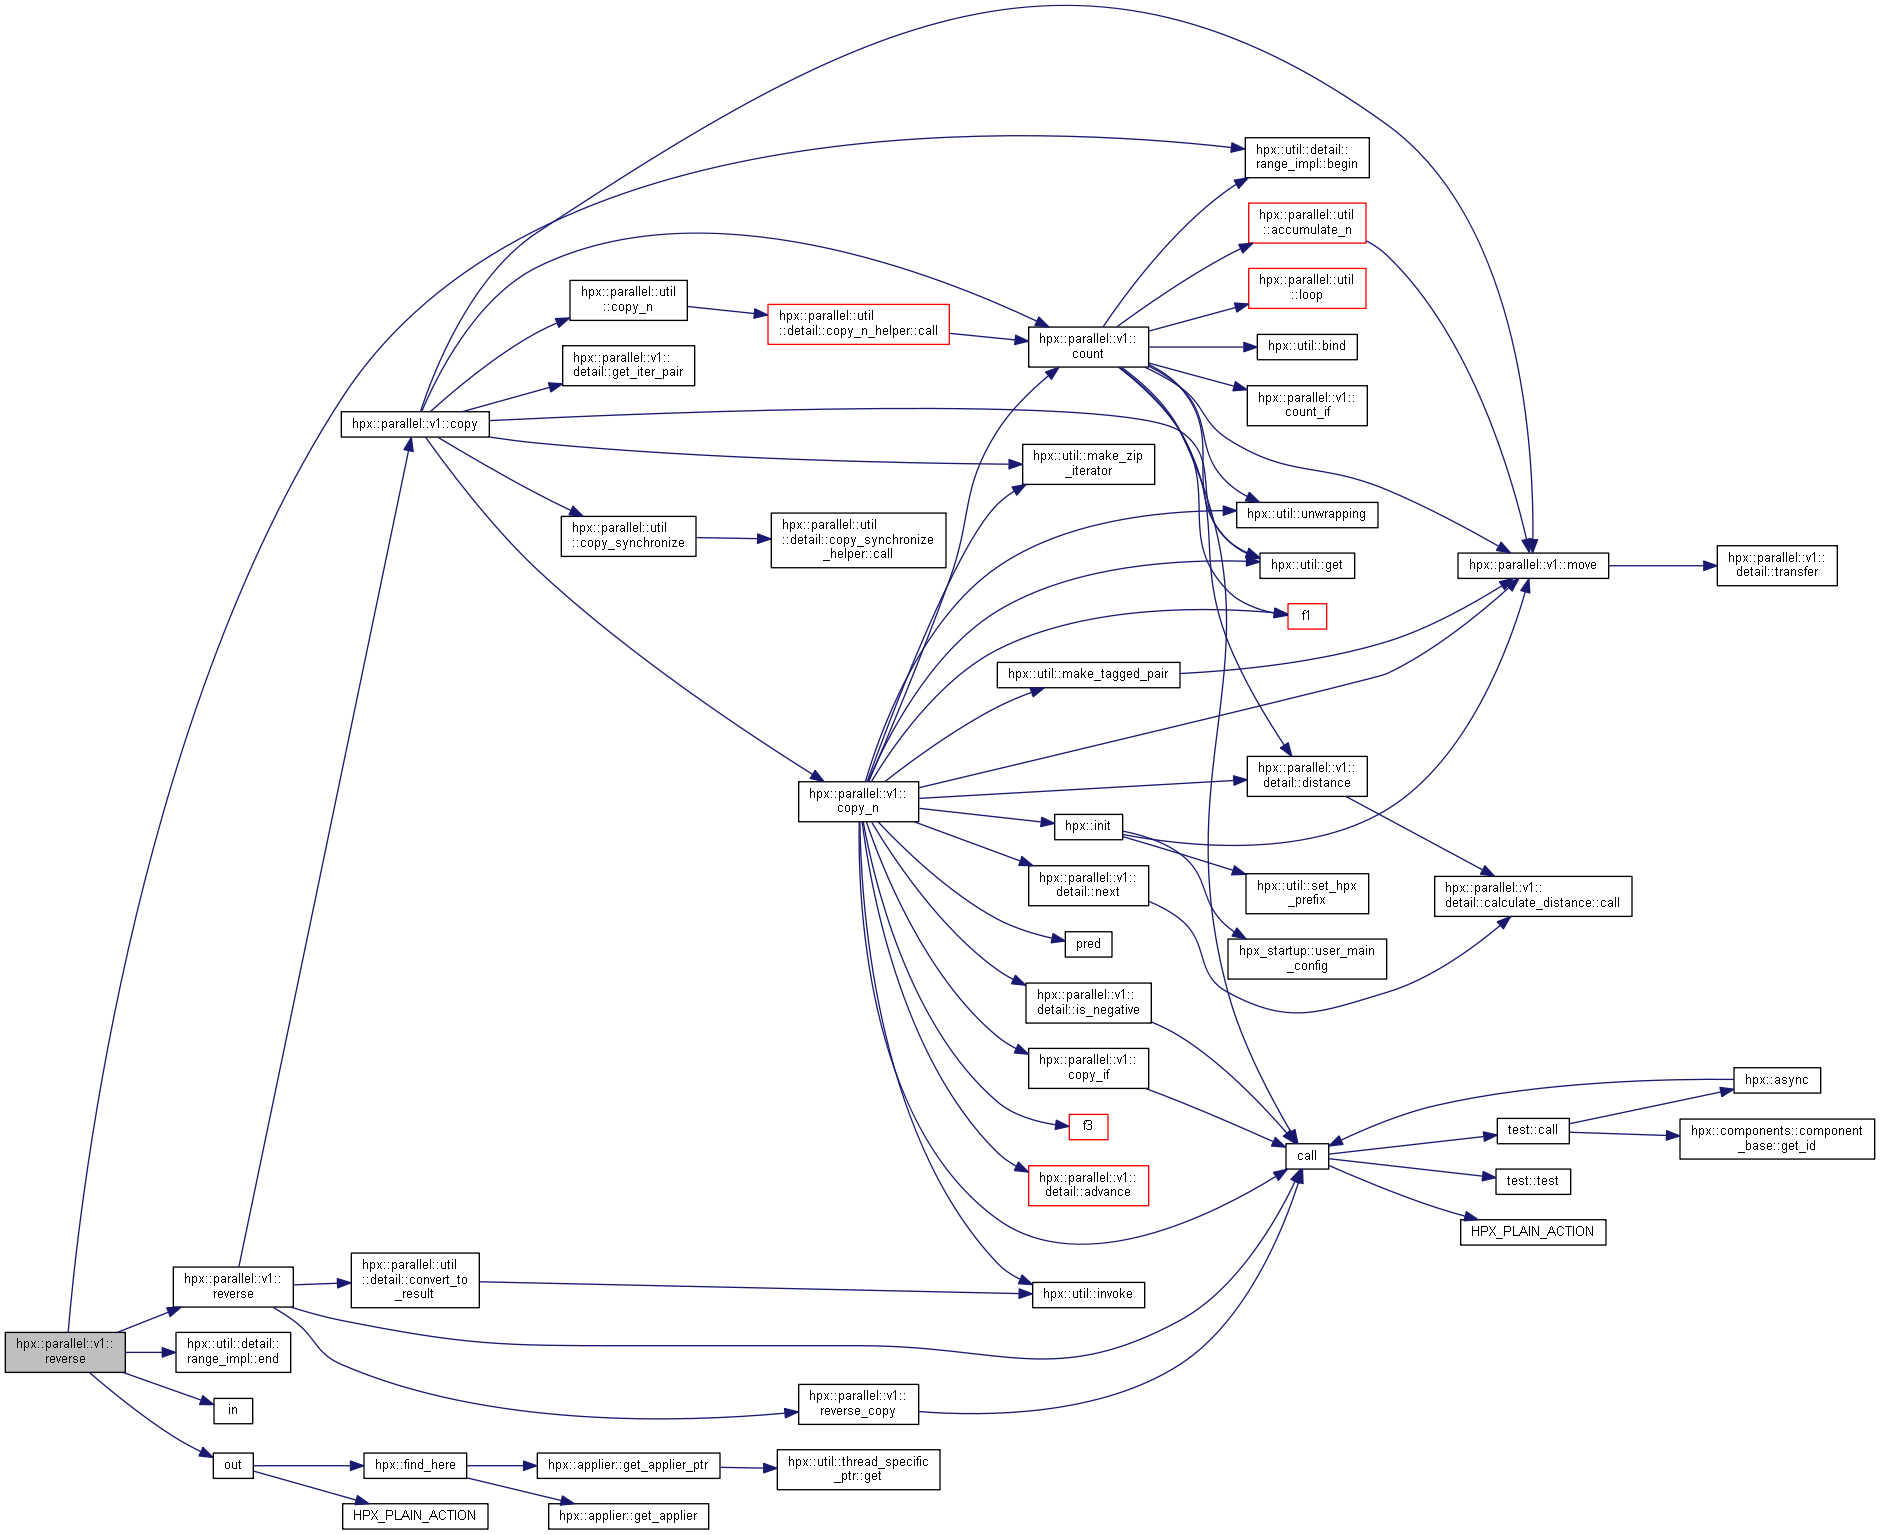 hpx::util::detail::
range_impl::begin
hpx::parallel::util
::accumulate_n
hpx::parallel::util
::loop
hpx::parallel::util
::copy_n
hpx::parallel::util
::detail::copy_n_helper::call
hpx::parallel::v1::
count
hpx::util::bind
hpx::parallel::v1::
detail::get_iter_pair
hpx::parallel::v1::
count_if
hpx::parallel::v1::copy
hpx::util::make_zip
_iterator
hpx::util::unwrapping
hpx::parallel::util
::copy_synchronize
hpx::parallel::util
::detail::copy_synchronize
_helper::call
hpx::util::get
hpx::parallel::v1::move
hpx::parallel::v1::
detail::transfer
f1
hpx::util::make_tagged_pair
hpx::parallel::v1::
detail::distance
hpx::parallel::v1::
copy_n
hpx::init
hpx::parallel::v1::
detail::next
hpx::util::set_hpx
_prefix
hpx::parallel::v1::
detail::calculate_distance::call
pred
hpx_startup::user_main
_config
hpx::parallel::v1::
detail::is_negative
hpx::parallel::v1::
copy_if
hpx::async
f3
test::call
hpx::components::component
_base::get_id
call
hpx::parallel::v1::
detail::advance
test::test
HPX_PLAIN_ACTION
hpx::parallel::v1::
reverse
hpx::parallel::util
::detail::convert_to
_result
hpx::util::invoke
hpx::parallel::v1::
reverse
hpx::util::detail::
range_impl::end
in
hpx::parallel::v1::
reverse_copy
out
hpx::find_here
hpx::applier::get_applier_ptr
hpx::util::thread_specific
_ptr::get
HPX_PLAIN_ACTION
hpx::applier::get_applier